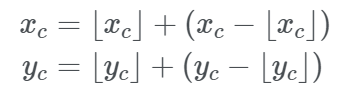 x_c = ⌊x_c⌋ + (x_c − ⌊x_c⌋)
y_c = ⌊y_c⌋ + (y_c − ⌊y_c⌋)